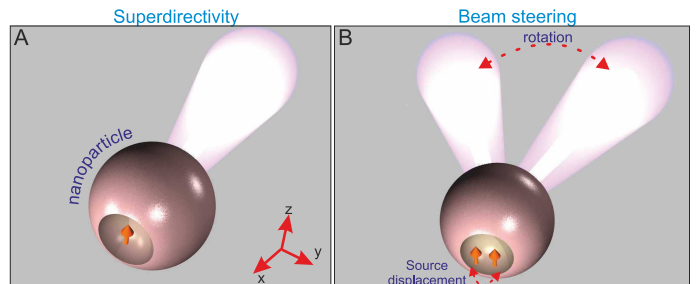 Superdirectivity
Beam steering
A
B
rotation
nanoparticle
z
y
x
Source
displacement